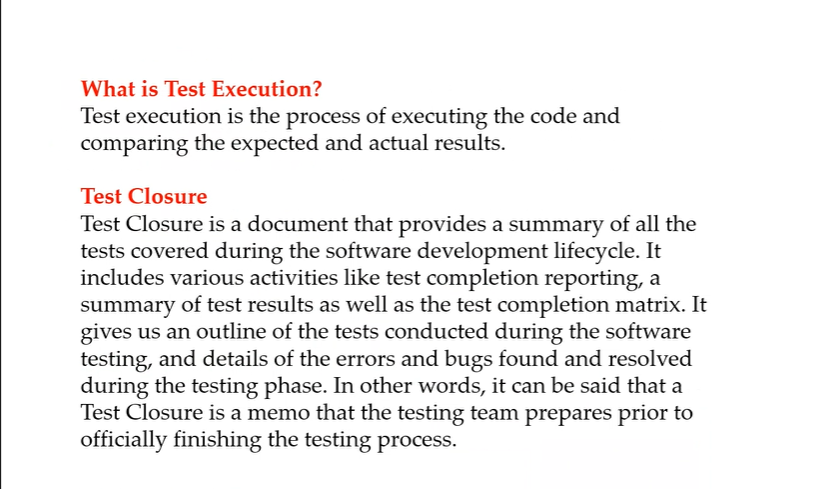 What is Test Execution?
Test execution is the process of executing the code and
comparing the expected and actual results.
Test Closure
Test Closure is a document that provides a summary of all the
tests covered during the software development lifecycle. It
includes various activities like test completion reporting, a
summary of test results as well as the test completion matrix. It
gives us an outline of the tests conducted during the software
testing, and details of the errors and bugs found and resolved
during the testing phase. In other words, it can be said that a
Test Closure is a memo that the testing team prepares prior to
officially finishing the testing process.